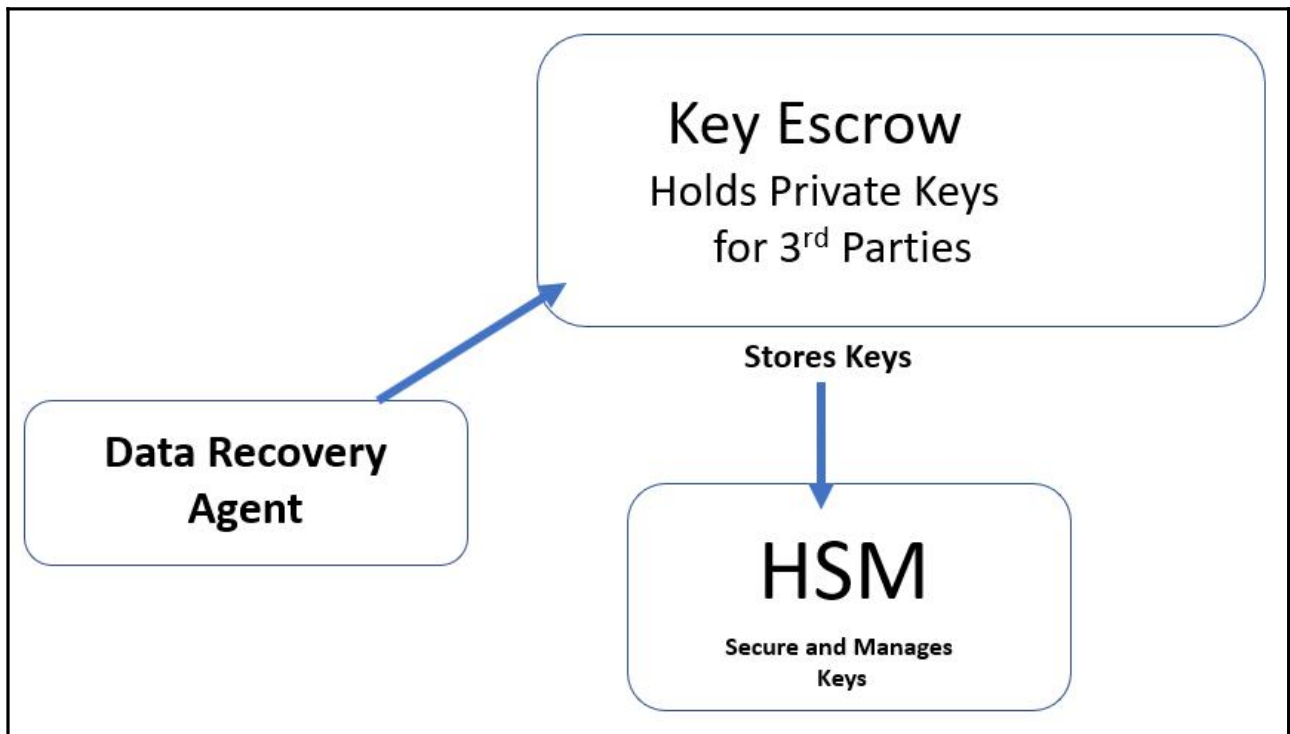 Key Escrow
Holds Private Keys
for 3rd Parties
Stores Keys
Data Recovery
Agent
HSM
Secure and Manages
Keys